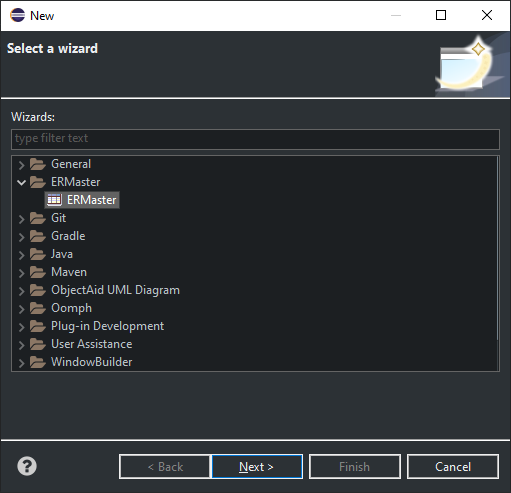 New
Select a wizard
Wizards:
type filter text
General
ERMaster
ERMaster
Git
Gradle
Java
Maven
ObjectAid UML Diagram
Oomph
Plug-in Development
User Assistance
WindowBuilder
? < Back Next > Finish Cancel